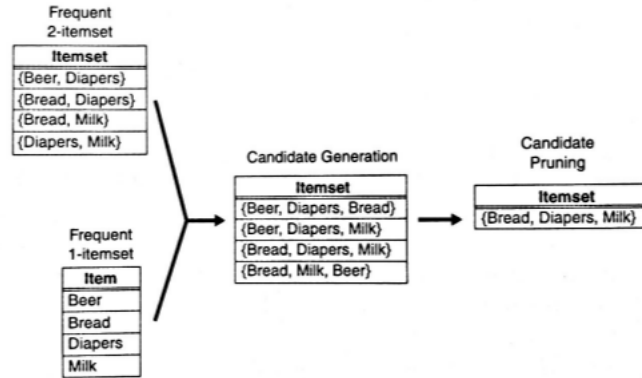 Frequent
2-itemset
Itemset
{Beer, Diapers}
{Bread, Diapers}
{Bread, Milk}
{Diapers, Milk}
Frequent
1-itemset
Item
Beer
Bread
Diapers
Milk
Candidate Generation
Itemset
{Beer, Diapers, Bread}
{Beer, Diapers, Milk}
{Bread, Diapers, Milk}
{Bread, Milk, Beer}
Candidate
Pruning
Itemset
{Bread, Diapers, Milk}